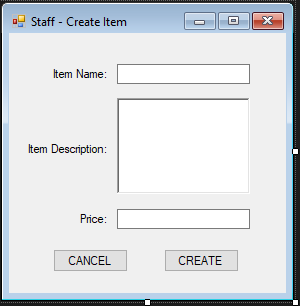 Staff - Create Item
Item Name:
Item Description:
Price:
CANCEL CREATE